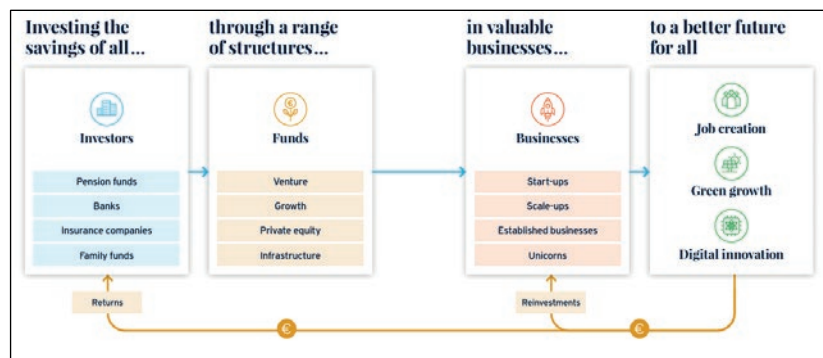 Investing the
savings of all…
through a range
of structures…
in valuable
businesses…
to a better future
for all
Investors
Pension funds
Banks
Insurance companies
Family funds
Funds
Venture
Growth
Private equity
Infrastructure
Businesses
Start-ups
Scale-ups
Established businesses
Unicorns
Job creation
Green growth
Digital innovation
Returns
Reinvestments
€
€